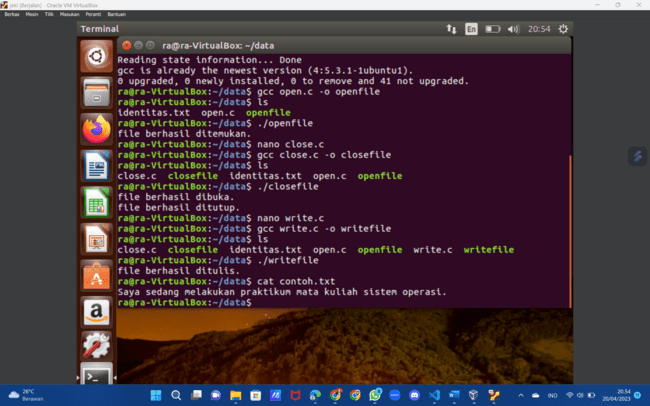 jml [Berjalan] - Oracle VM VirtualBox
Berkas Mesin Tilik Masukan Peranti Bantuan
Terminal En 20:54
ra@ra-VirtualBox: ~/data
Reading state information... Done
gcc is already the newest version (4:5.3.1-1ubuntu1).
0 upgraded, 0 newly installed, 0 to remove and 41 not upgraded.
ra@ra-VirtualBox:~/data$ gcc open.c -o openfile
ra@ra-VirtualBox:~/data$ ls
identitas.txt open.c openfile
ra@ra-VirtualBox:~/data$ ./openfile
file berhasil ditemukan.
ra@ra-VirtualBox:~/data$ nano close.c
ra@ra-VirtualBox:~/data$ gcc close.c -o closefile
ra@ra-VirtualBox:~/data$ ls
close.c closefile identitas.txt open.c openfile
ra@ra-VirtualBox:~/data$ ./closefile
file berhasil dibuka.
file berhasil ditutup.
ra@ra-VirtualBox:~/data$ nano write.c
ra@ra-VirtualBox:~/data$ gcc write.c -o writefile
ra@ra-VirtualBox:~/data$ ls
close.c closefile identitas.txt open.c openfile write.c writefile
ra@ra-VirtualBox:~/data$ ./writefile
file berhasil ditulis.
ra@ra-VirtualBox:~/data$ cat contoh.txt
Saya sedang melakukan praktikum mata kuliah sistem operasi.
ra@ra-VirtualBox:~/data$
26°C
Berawan
IND
20.54
20/04/2023